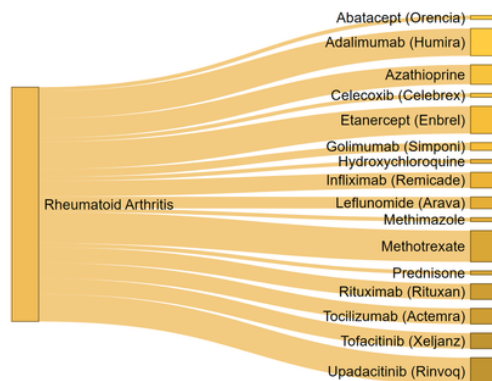 Abatacept (Orencia)
Adalimumab (Humira)
Azathioprine
Celecoxib (Celebrex)
Etanercept (Enbrel)
Golimumab (Simponi)
Hydroxychloroquine
Infliximab (Remicade)
Rheumatoid Arthritis
Leflunomide (Arava)
Methimazole
Methotrexate
Prednisone
Rituximab (Rituxan)
Tocilizumab (Actemra)
Tofacitinib (Xeljanz)
Upadacitinib (Rinvoq)